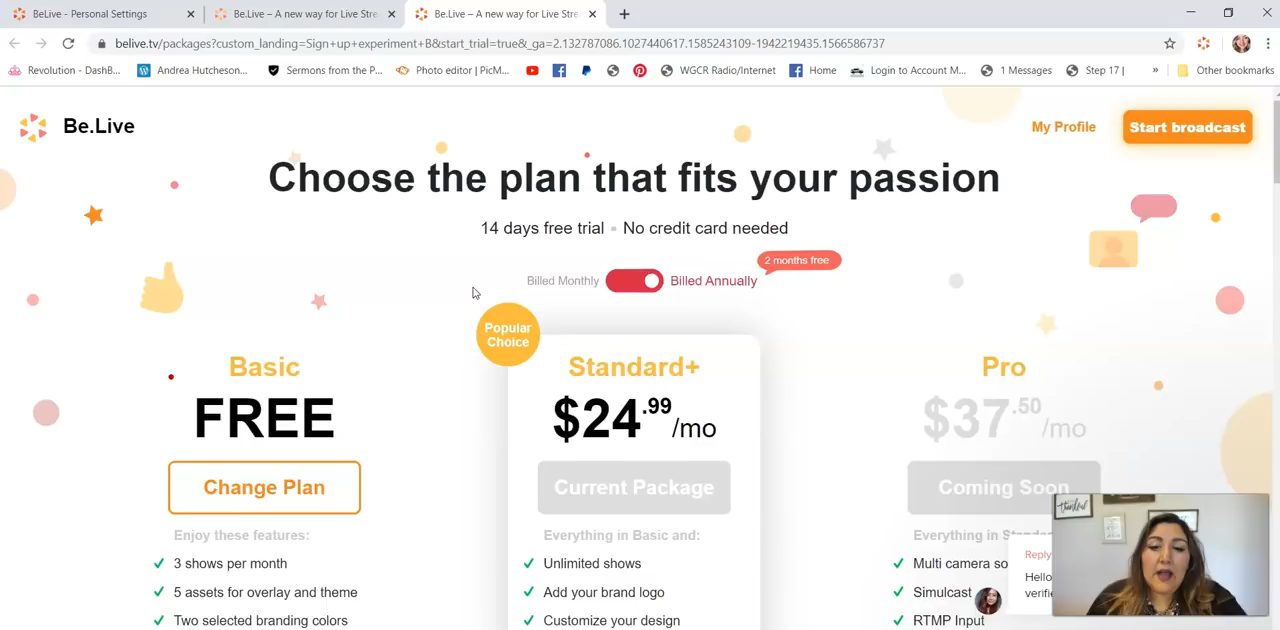 BeLive - Personal Settings
Be.Live – A new way for Live Stre
Be.Live – A new way for Live Stre
belive.tv/packages?custom_landing=Sign+up+experiment+B&start_trial=true&_ga=2.132787086.1027440617.1585243109-1942219435.1566586737
Revolution - DashB... Andrea Hutcheson... Sermons from the P... Photo editor | PicM... WGCR Radio/Internet Home Login to Account M... 1 Messages Step 17 | » Other bookmarks
Be.Live
My Profile
Start broadcast
Choose the plan that fits your passion
14 days free trial No credit card needed
2 months free
Billed Monthly Billed Annually
Popular
Choice
Basic
FREE
Change Plan
Enjoy these features:
3 shows per month
5 assets for overlay and theme
Two selected branding colors
Standard+
$24.99/mo
Current Package
Everything in Basic and:
Unlimited shows
Add your brand logo
Customize your design
Pro
$37.50/mo
Coming Soon
Everything in Stand
Multi camera so
Simulcast
RTMP Input
Reply
Hello
verifie
thankful